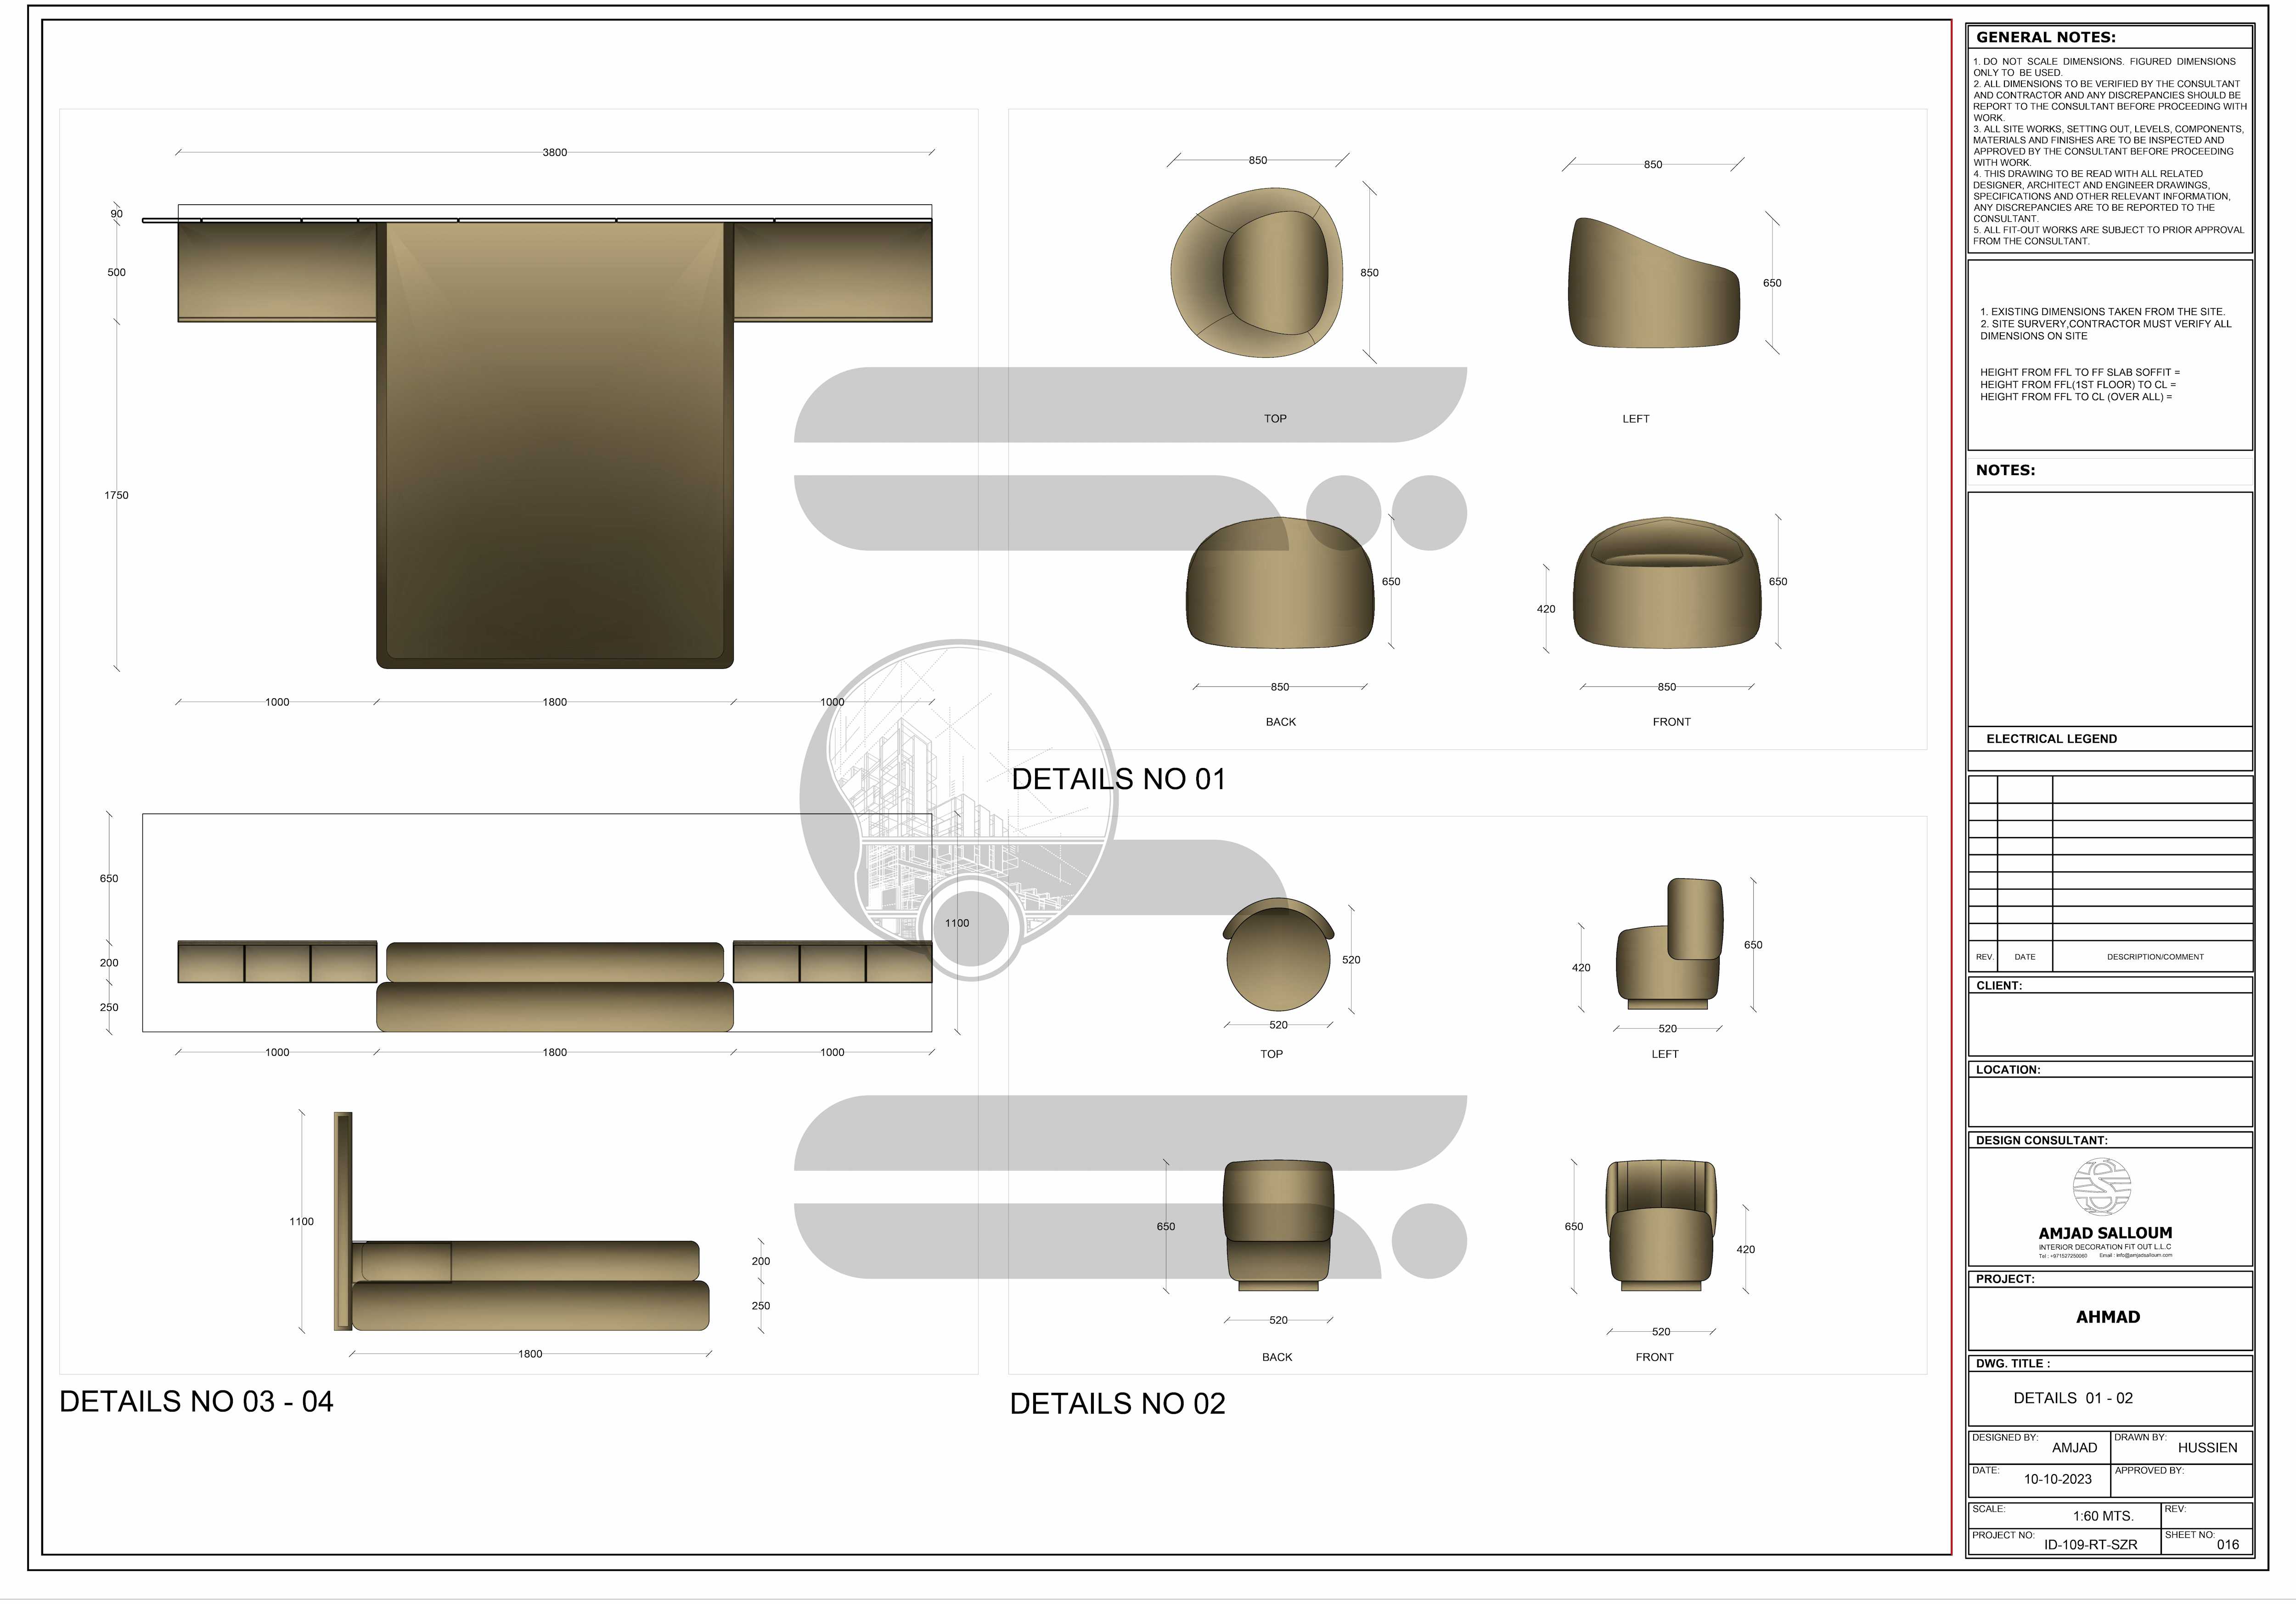 3800
90
500
1750
1000
1800
1000
650
200
250
1100
1000
1800
1000
1100
200
250
1800
DETAILS NO 03 - 04
850
850
850
650
TOP
LEFT
650
420
650
850
850
BACK
FRONT
DETAILS NO 01
520
420
650
520
520
TOP
LEFT
650
650
420
520
520
BACK
FRONT
DETAILS NO 02
GENERAL NOTES:
1. DO NOT SCALE DIMENSIONS. FIGURED DIMENSIONS
ONLY TO BE USED.
2. ALL DIMENSIONS TO BE VERIFIED BY THE CONSULTANT
AND CONTRACTOR AND ANY DISCREPANCIES SHOULD BE
REPORT TO THE CONSULTANT BEFORE PROCEEDING WITH
WORK.
3. ALL SITE WORKS, SETTING OUT, LEVELS, COMPONENTS,
MATERIALS AND FINISHES ARE TO BE INSPECTED AND
APPROVED BY THE CONSULTANT BEFORE PROCEEDING
WITH WORK.
4. THIS DRAWING TO BE READ WITH ALL RELATED
DESIGNER, ARCHITECT AND ENGINEER DRAWINGS,
SPECIFICATIONS AND OTHER RELEVANT INFORMATION,
ANY DISCREPANCIES ARE TO BE REPORTED TO THE
CONSULTANT.
5. ALL FIT-OUT WORKS ARE SUBJECT TO PRIOR APPROVAL
FROM THE CONSULTANT.
1. EXISTING DIMENSIONS TAKEN FROM THE SITE.
2. SITE SURVERY,CONTRACTOR MUST VERIFY ALL
DIMENSIONS ON SITE
HEIGHT FROM FFL TO FF SLAB SOFFIT =
HEIGHT FROM FFL(1ST FLOOR) TO CL =
HEIGHT FROM FFL TO CL (OVER ALL) =
NOTES:
ELECTRICAL LEGEND
REV. DATE DESCRIPTION/COMMENT
CLIENT:
LOCATION:
DESIGN CONSULTANT:
AMJAD SALLOUM
INTERIOR DECORATION FIT OUT L.L.C
Tel : +971527250060 Email : info@amjadsalloum.com
PROJECT:
AHMAD
DWG. TITLE :
DETAILS 01 - 02
DESIGNED BY: AMJAD DRAWN BY: HUSSIEN
DATE: 10-10-2023 APPROVED BY:
SCALE: 1:60 MTS. REV:
PROJECT NO: ID-109-RT-SZR SHEET NO: 016